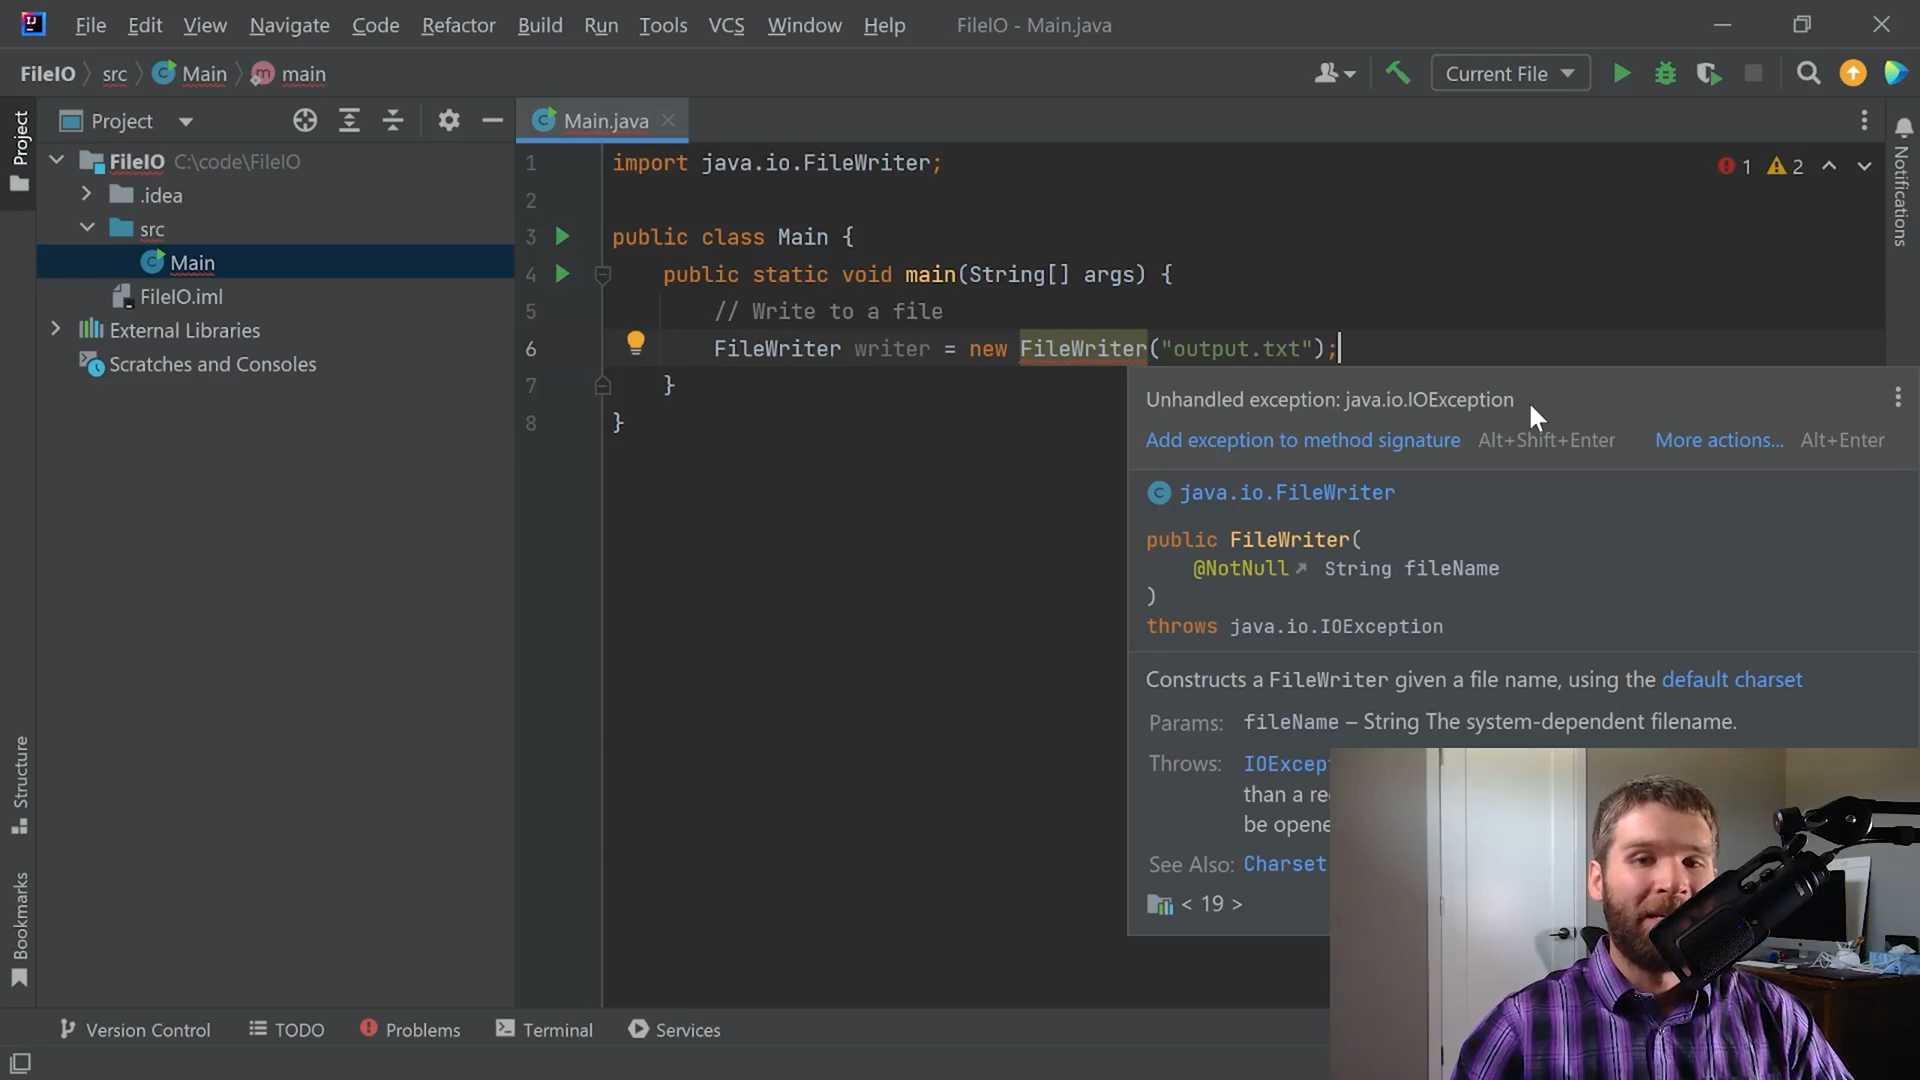 File Edit View Navigate Code Refactor Build Run Tools VCS Window Help FileIO - Main.java
FileIO src Main main Current File
Project
Project
Main.java
FileIO C:\code\FileIO
.idea
src
Main
FileIO.iml
External Libraries
Scratches and Consoles
1 import java.io.FileWriter;
2
3 public class Main {
4 public static void main(String[] args) {
5 // Write to a file
6 FileWriter writer = new FileWriter("output.txt");
7 }
8 }
1 2
Notifications
Unhandled exception: java.io.IOException
Add exception to method signature Alt+Shift+Enter More actions... Alt+Enter
java.io.FileWriter
public FileWriter(
@NotNull String fileName
)
throws java.io.IOException
Constructs a FileWriter given a file name, using the default charset
Params: fileName – String The system-dependent filename.
Throws: IOExcept
than a re
be opene
See Also: Charset
< 19 >
Structure
Bookmarks
Version Control TODO Problems Terminal Services